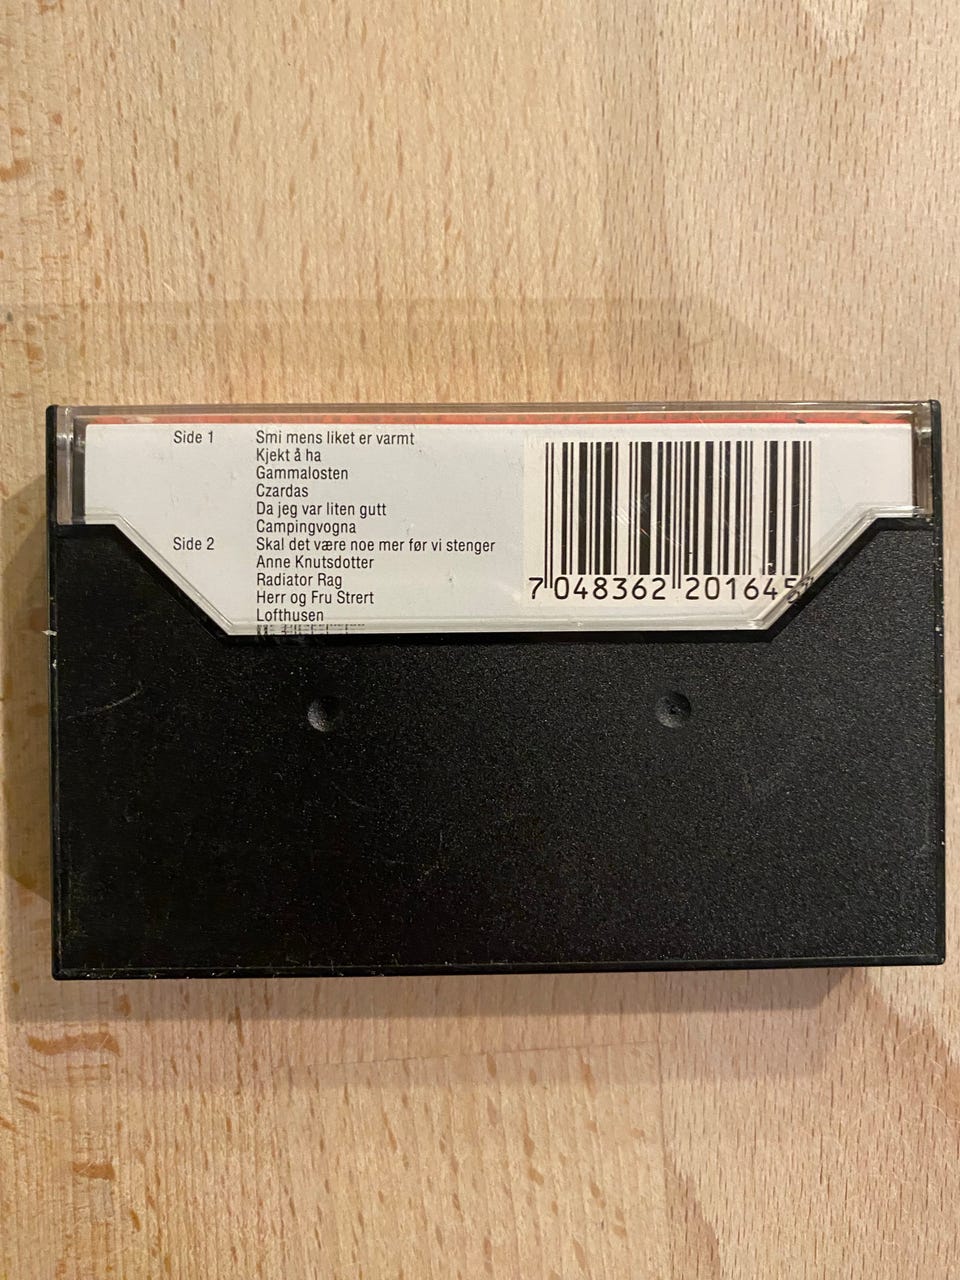 Side 1 Smi mens liket er varmt
Kjekt å ha
Gammalosten
Czardas
Da jeg var liten gutt
Campingvogna
Side 2 Skal det være noe mer før vi stenger
Anne Knutsdotter
Radiator Rag
Herr og Fru Strert
Lofthusen
7 048362 201645